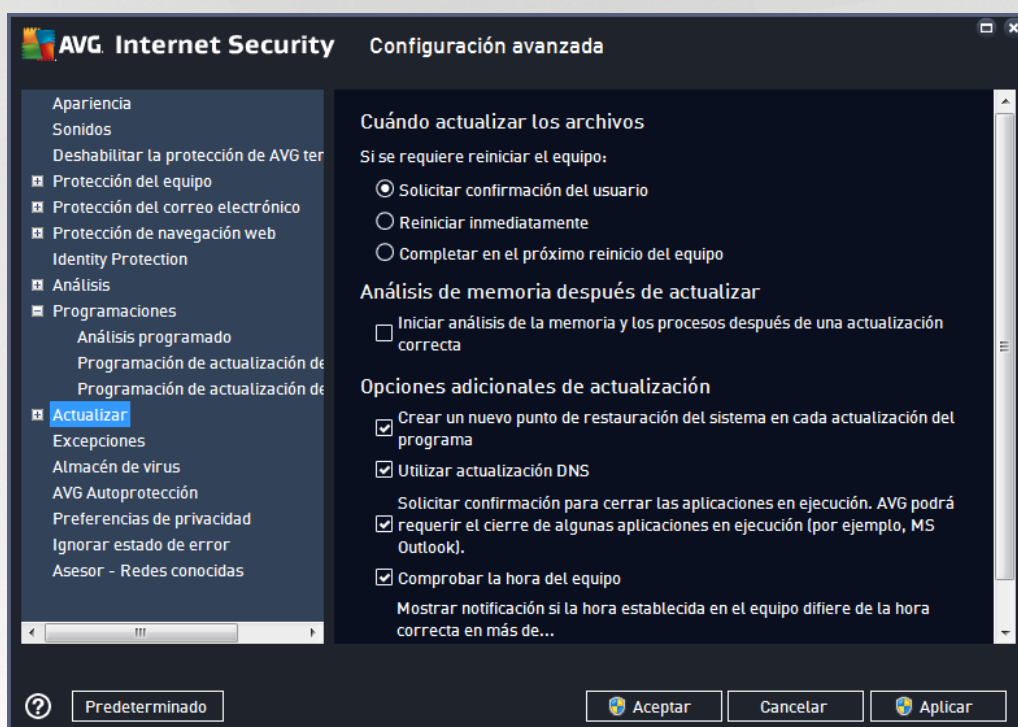 AVG. Internet Security
Configuración avanzada
Apariencia
Sonidos
Deshabilitar la protección de AVG ter
Protección del equipo
Protección del correo electrónico
Protección de navegación web
Identity Protection
Análisis
Programaciones
Análisis programado
Programación de actualización de
Programación de actualización de
Actualizar
Excepciones
Almacén de virus
AVG Autoprotección
Preferencias de privacidad
Ignorar estado de error
Asesor - Redes conocidas
Cuándo actualizar los archivos
Si se requiere reiniciar el equipo:
Solicitar confirmación del usuario
Reiniciar inmediatamente
Completar en el próximo reinicio del equipo
Análisis de memoria después de actualizar
Iniciar análisis de la memoria y los procesos después de una actualización
correcta
Opciones adicionales de actualización
Crear un nuevo punto de restauración del sistema en cada actualización del
programa
Utilizar actualización DNS
Solicitar confirmación para cerrar las aplicaciones en ejecución. AVG podrá
requerir el cierre de algunas aplicaciones en ejecución (por ejemplo, MS
Outlook).
Comprobar la hora del equipo
Mostrar notificación si la hora establecida en el equipo difiere de la hora
correcta en más de...
?
Predeterminado
Aceptar
Cancelar
Aplicar